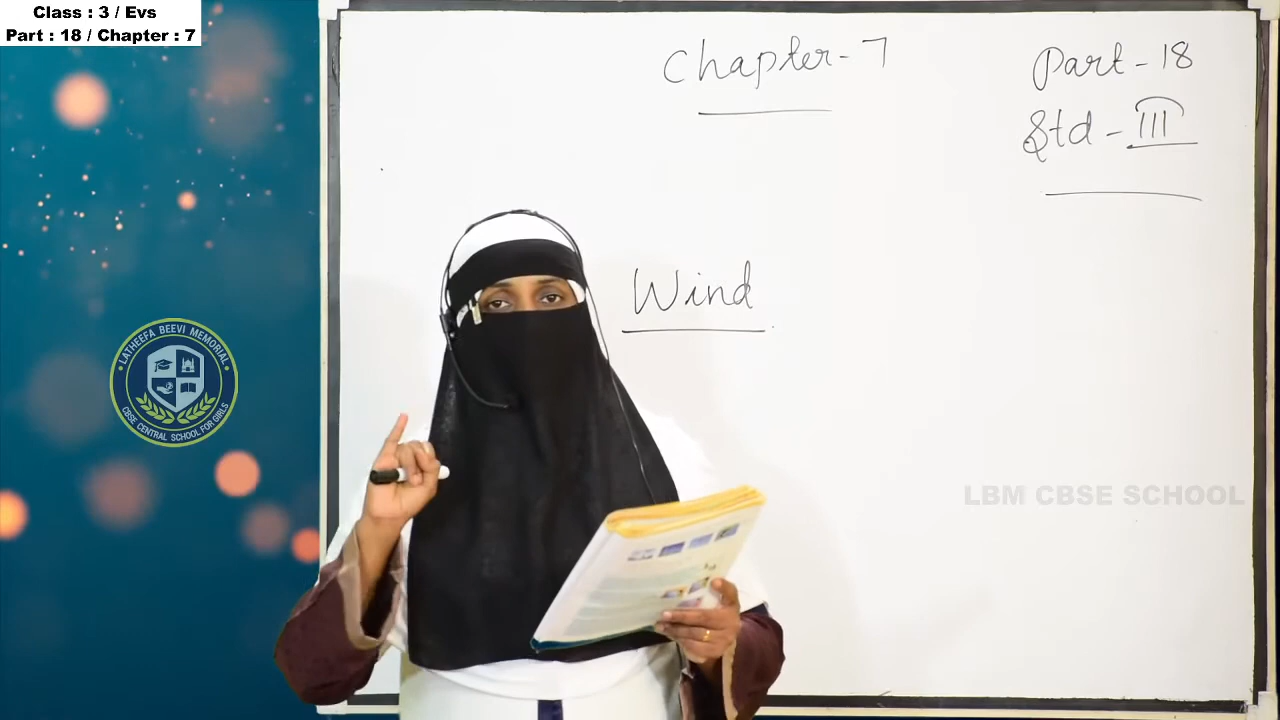 Class : 3 / Evs
Part : 18 / Chapter : 7
Chapter - 7
Part - 18
Std - III
Wind
LATHEEFA BEEVI MEMORIAL
CBSE CENTRAL SCHOOL FOR GIRLS
LBM CBSE SCHOOL